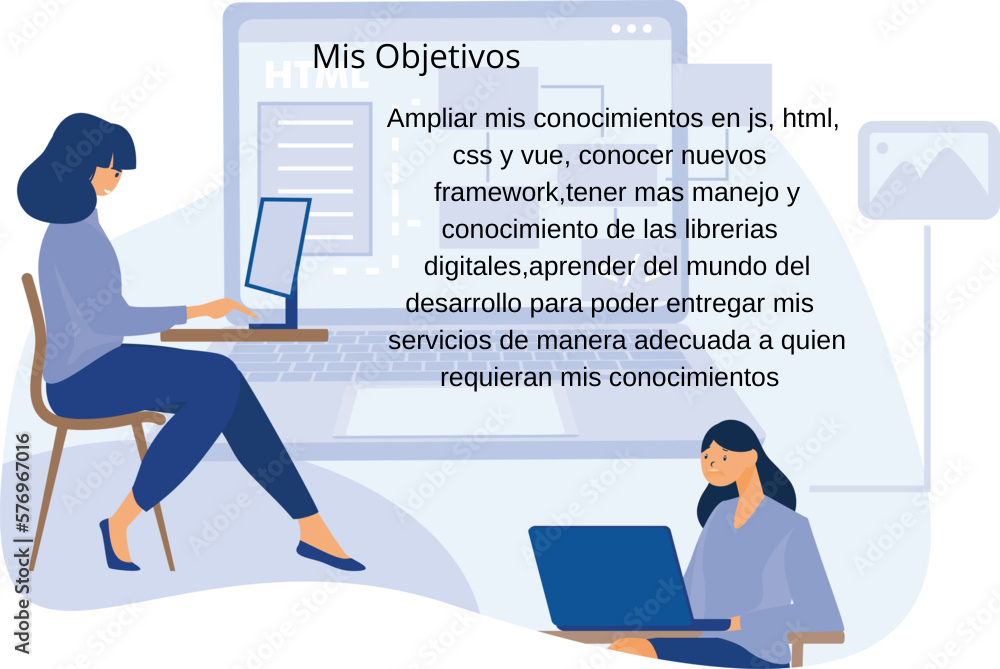 Mis Objetivos
HTML
Ampliar mis conocimientos en js, html,
css y vue, conocer nuevos
framework,tener mas manejo y
conocimiento de las librerias
digitales,aprender del mundo del
desarrollo para poder entregar mis
servicios de manera adecuada a quien
requieran mis conocimientos
<//>
Adobe Stock | #576967016